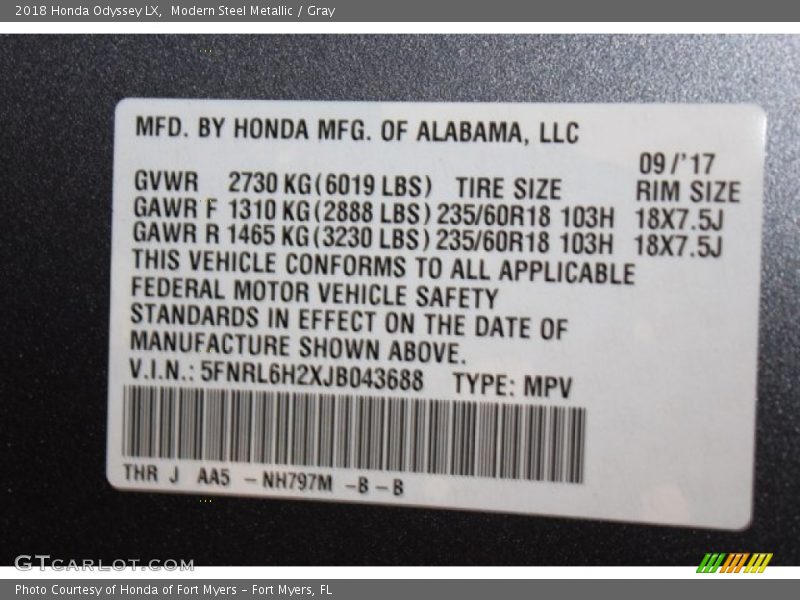 2018 Honda Odyssey LX,  Modern Steel Metallic / Gray
MFD. BY HONDA MFG. OF ALABAMA, LLC
09/'17
GVWR 2730 KG(6019 LBS) TIRE SIZE RIM SIZE
GAWR F 1310 KG(2888 LBS) 235/60R18 103H 18X7.5J
GAWR R 1465 KG(3230 LBS) 235/60R18 103H 18X7.5J
THIS VEHICLE CONFORMS TO ALL APPLICABLE
FEDERAL MOTOR VEHICLE SAFETY
STANDARDS IN EFFECT ON THE DATE OF
MANUFACTURE SHOWN ABOVE.
V.I.N.: 5FNRL6H2XJB043688 TYPE: MPV
THR J AA5 - NH797M -B-B
GTCARLOT.COM
Photo Courtesy of Honda of Fort Myers - Fort Myers, FL